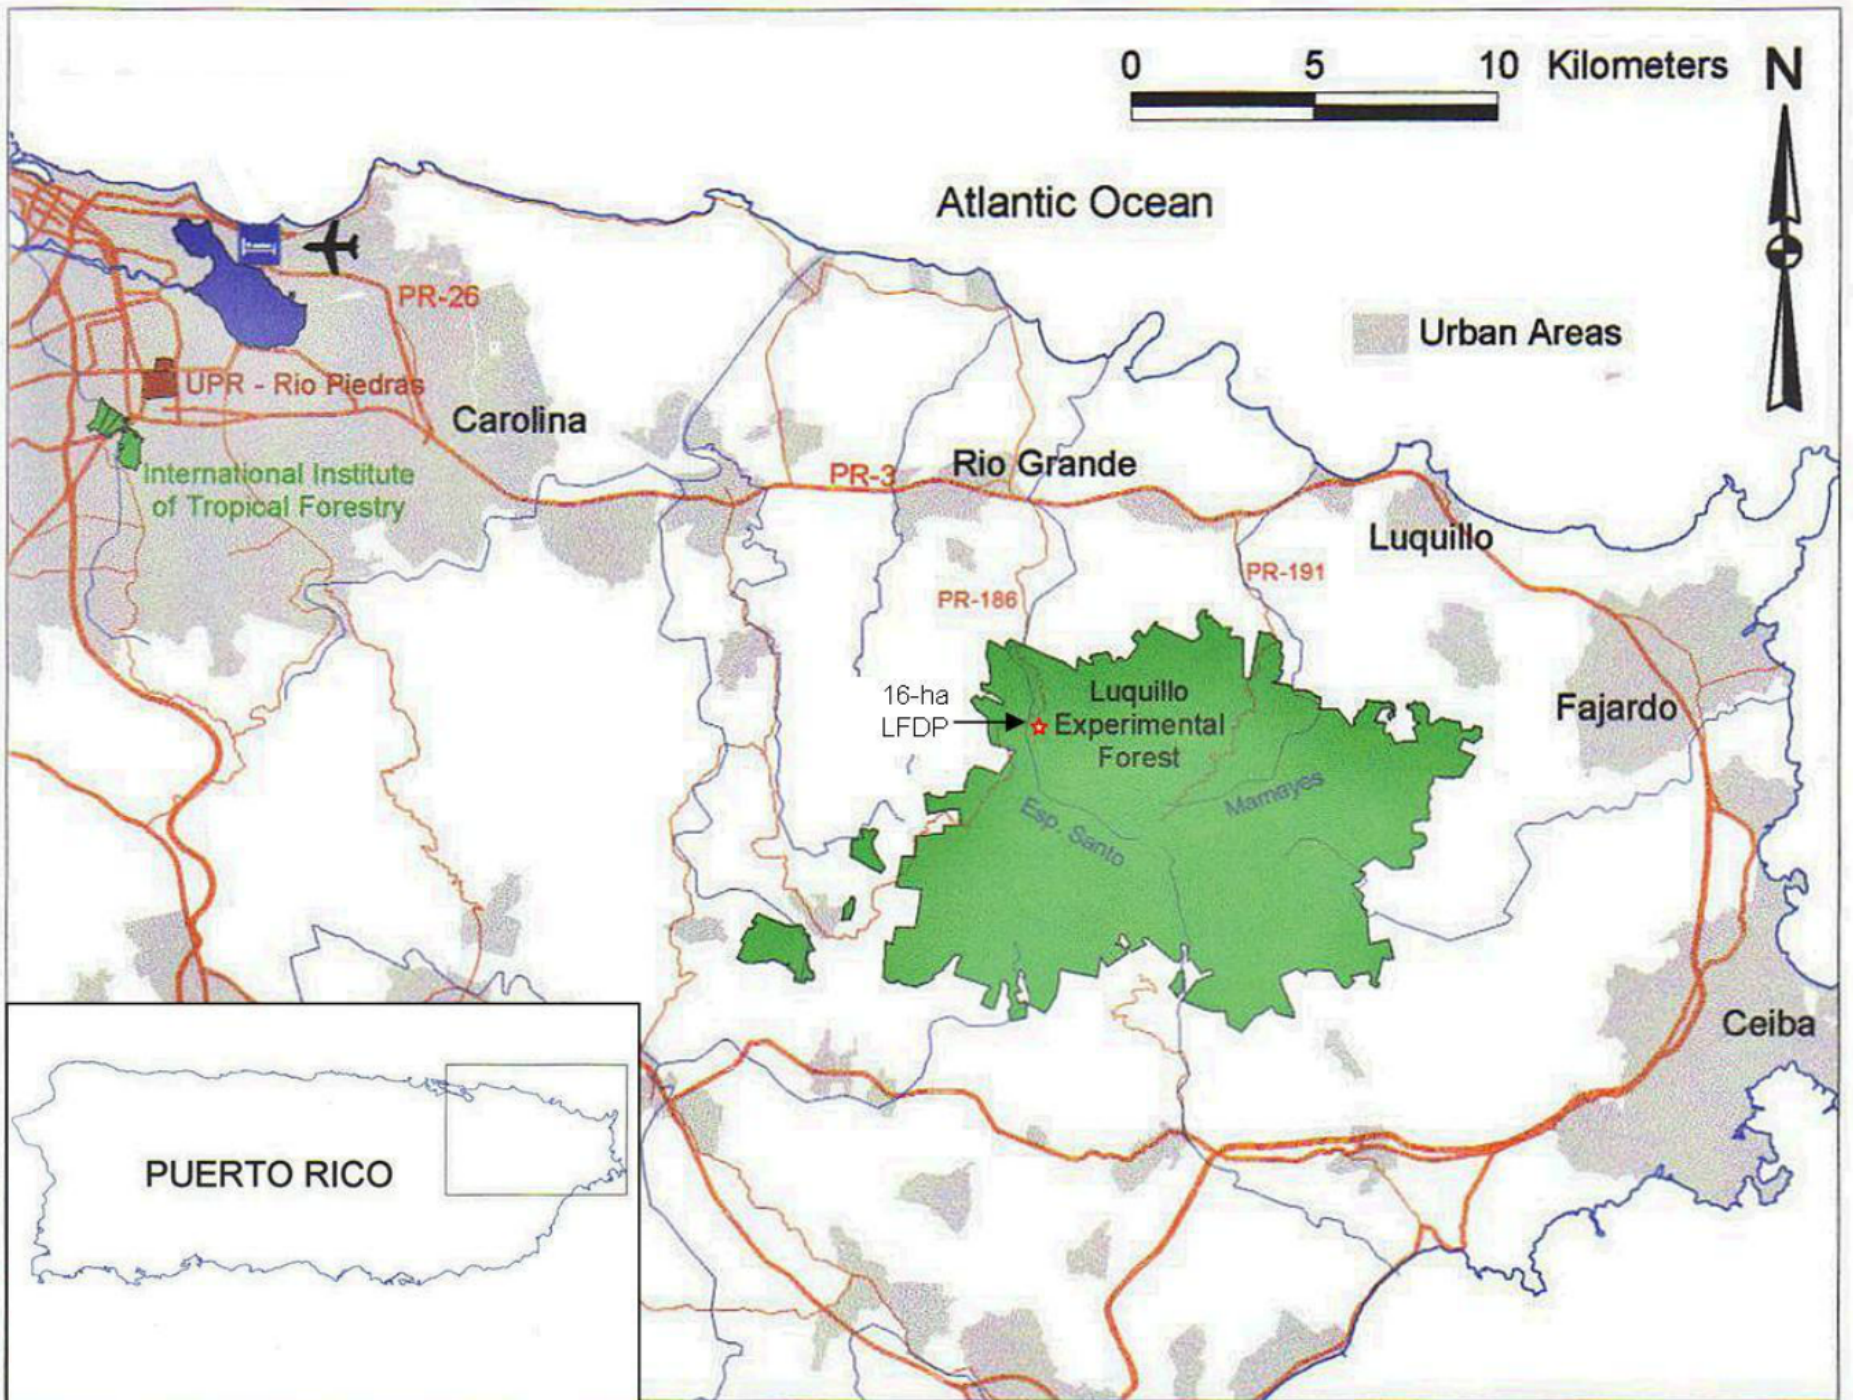 0 5 10 Kilometers N
Atlantic Ocean
PR-26
Urban Areas
UPR - Rio Piedras
Carolina
International Institute
of Tropical Forestry
PR-3
Rio Grande
Luquillo
PR-191
PR-186
16-ha
LFDP
Luquillo
Experimental
Forest
Fajardo
Mamayes
Esp. Santo
Ceiba
PUERTO RICO